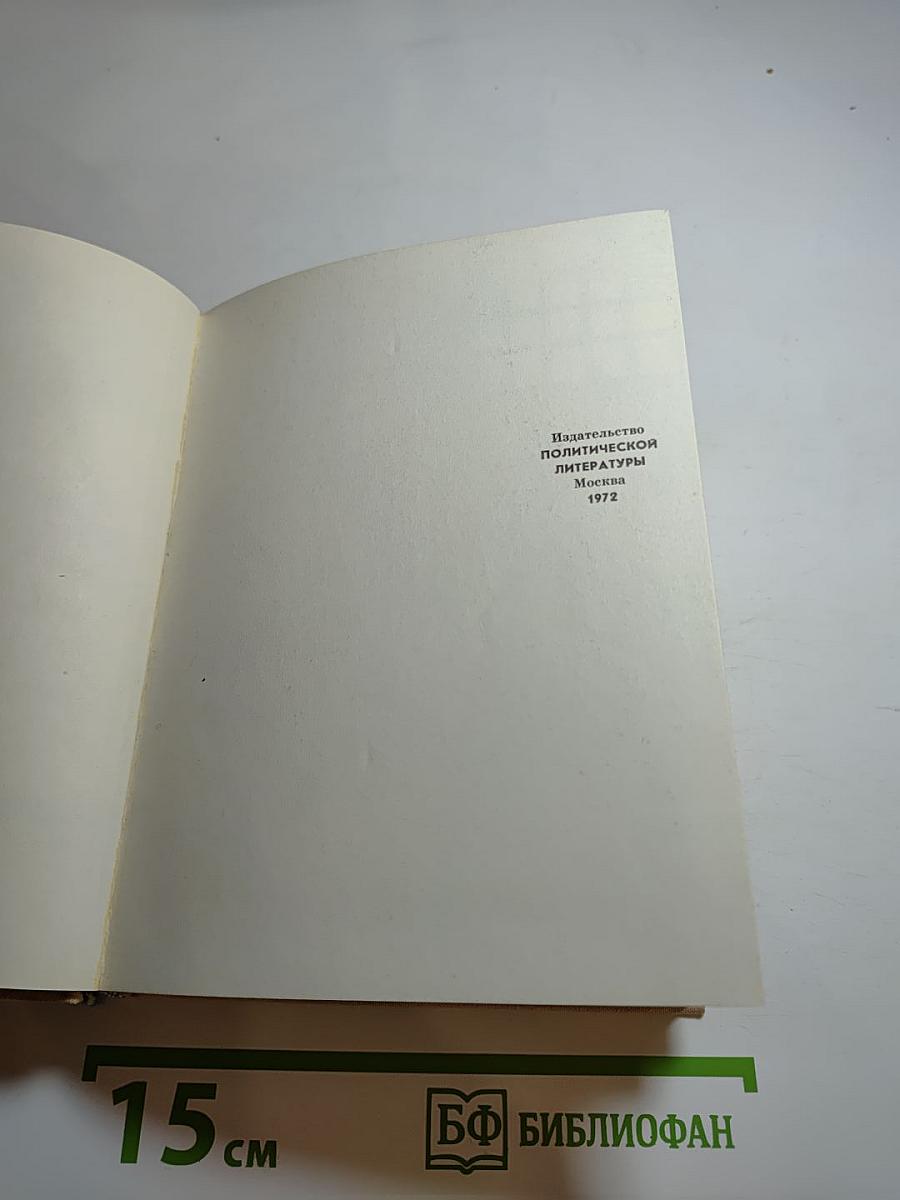 Издательство
ПОЛИТИЧЕСКОЙ
ЛИТЕРАТУРЫ
Москва
1972
15 см
БФ БИБЛИОФАН